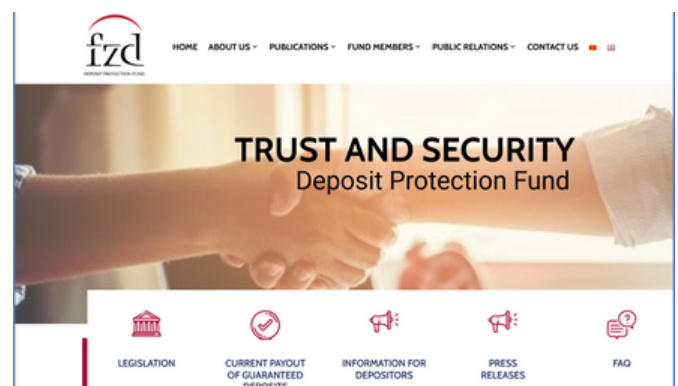 fzd
DEPOSIT PROTECTION FUND
HOME ABOUT US PUBLICATIONS FUND MEMBERS PUBLIC RELATIONS CONTACT US
TRUST AND SECURITY
Deposit Protection Fund
LEGISLATION
CURRENT PAYOUT
OF GUARANTEED
DEPOSITS
INFORMATION FOR
DEPOSITORS
PRESS
RELEASES
FAQ